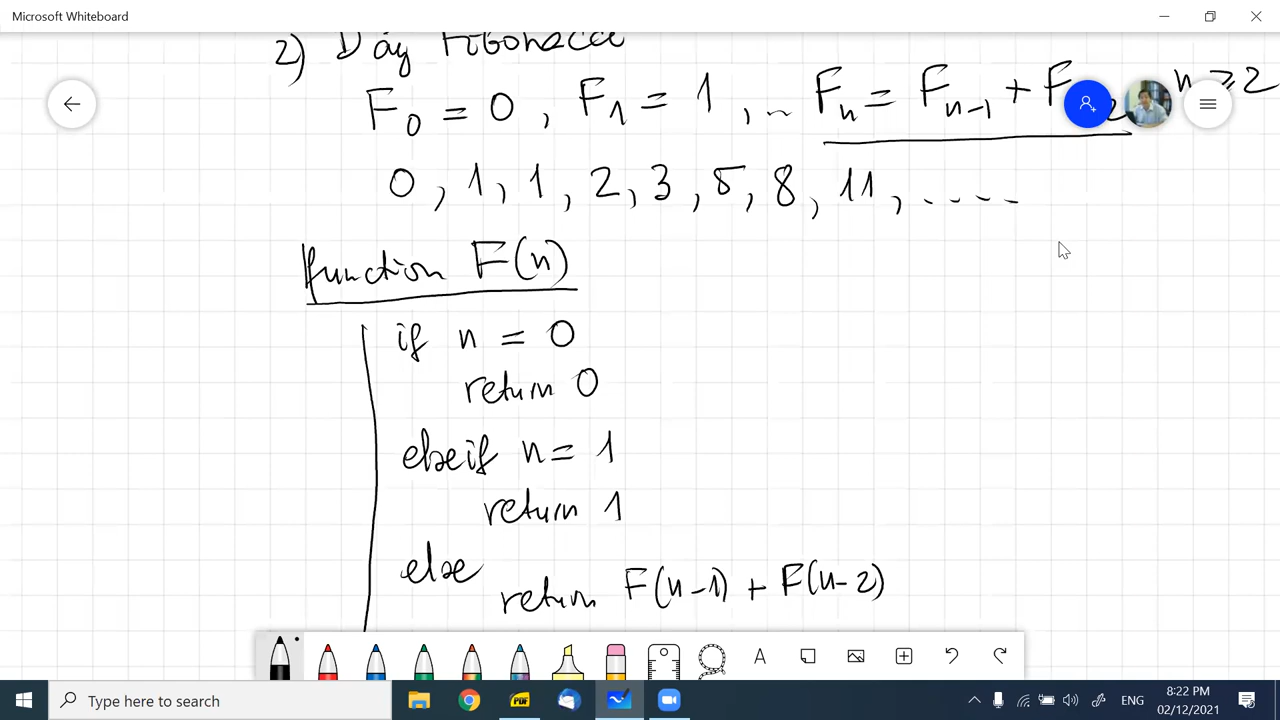 Microsoft Whiteboard
2) Dãy Fibonacci
F₀ = 0 , F₁ = 1 , .. Fₙ = Fₙ₋₁ + F ₂ n ≥ 2
0 , 1 , 1 , 2 , 3 , 5 , 8 , 11 , .....
function F(n)
if n = 0
return 0
elseif n = 1
return 1
else
return F(n-1) + F(n-2)
A
Type here to search
PDF
ENG
8:22 PM
02/12/2021